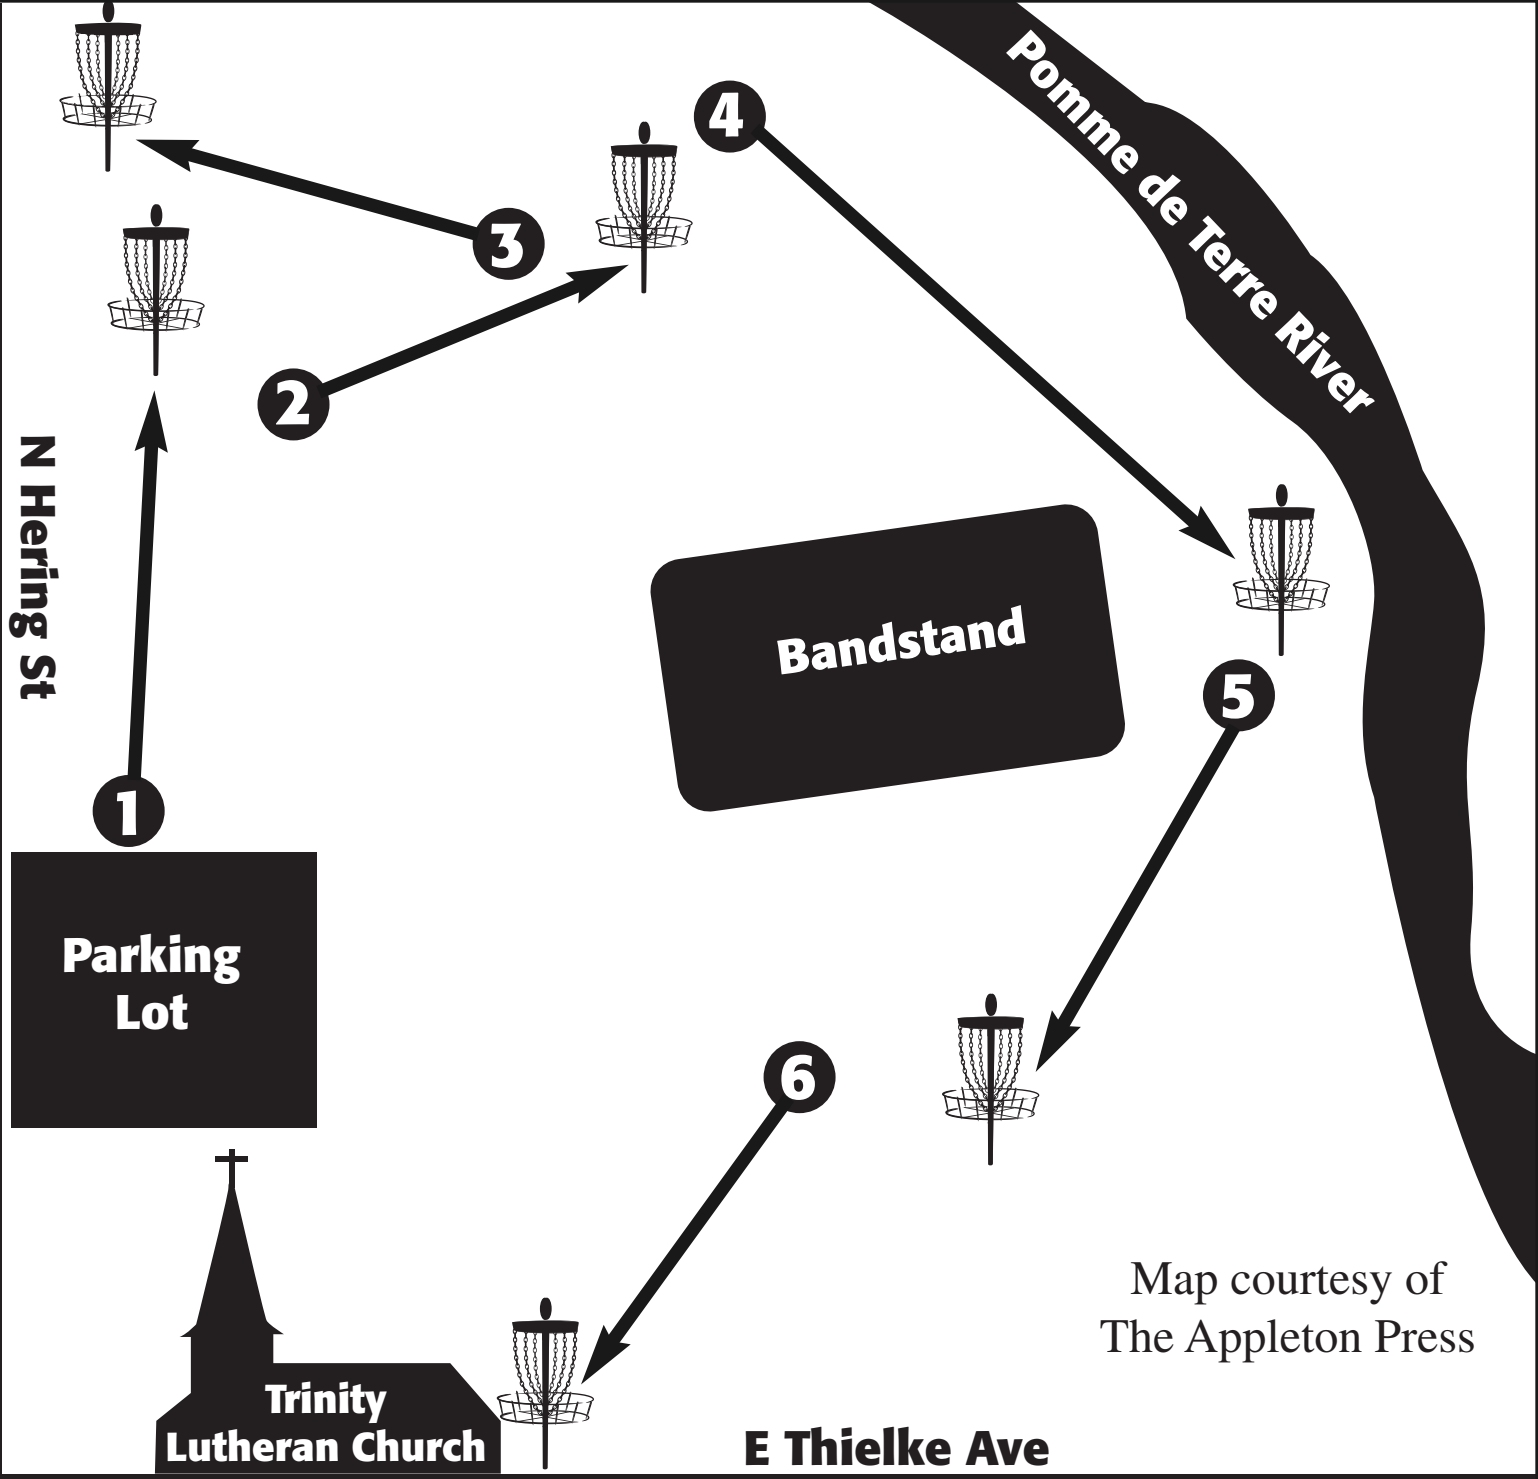 Pomme de Terre River
4
3
2
N Hering St
Bandstand
5
1
Parking
Lot
6
Map courtesy of
The Appleton Press
Trinity
Lutheran Church
E Thielke Ave